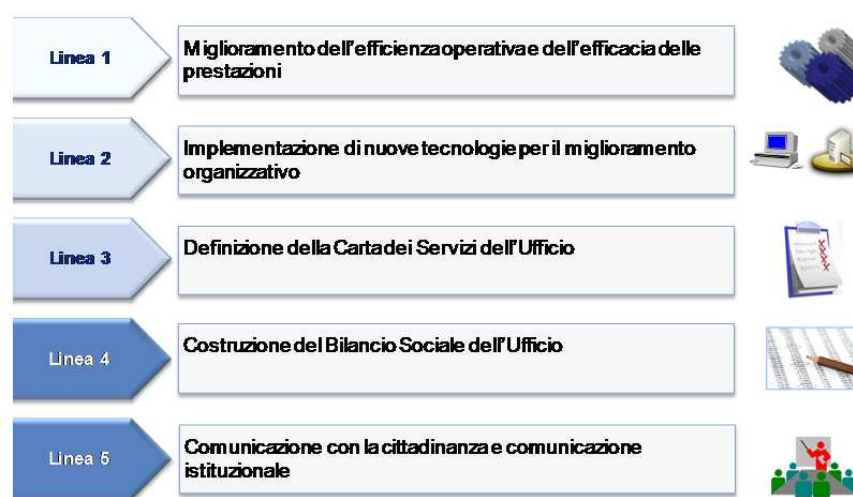 Linea 1
Miglioramento dell'efficienza operativa e dell'efficacia delle
prestazioni
Linea 2
Implementazione di nuove tecnologie per il miglioramento
organizzativo
Linea 3
Definizione della Carta dei Servizi dell'Ufficio
Linea 4
Costruzione del Bilancio Sociale dell'Ufficio
Linea 5
Comunicazione con la cittadinanza e comunicazione
istituzionale